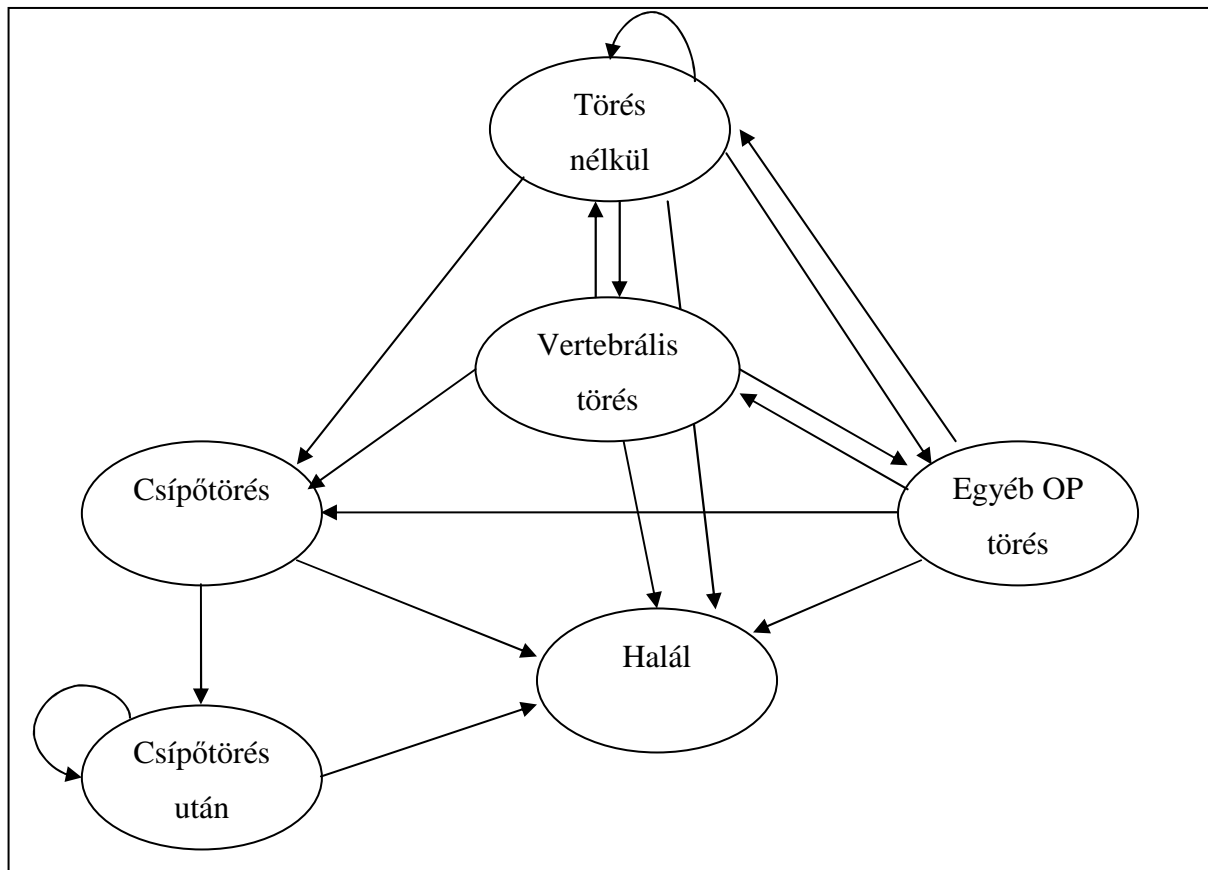 Törés
nélkül
Vertebrális
törés
Csípőtörés
Egyéb OP
törés
Halál
Csípőtörés
után